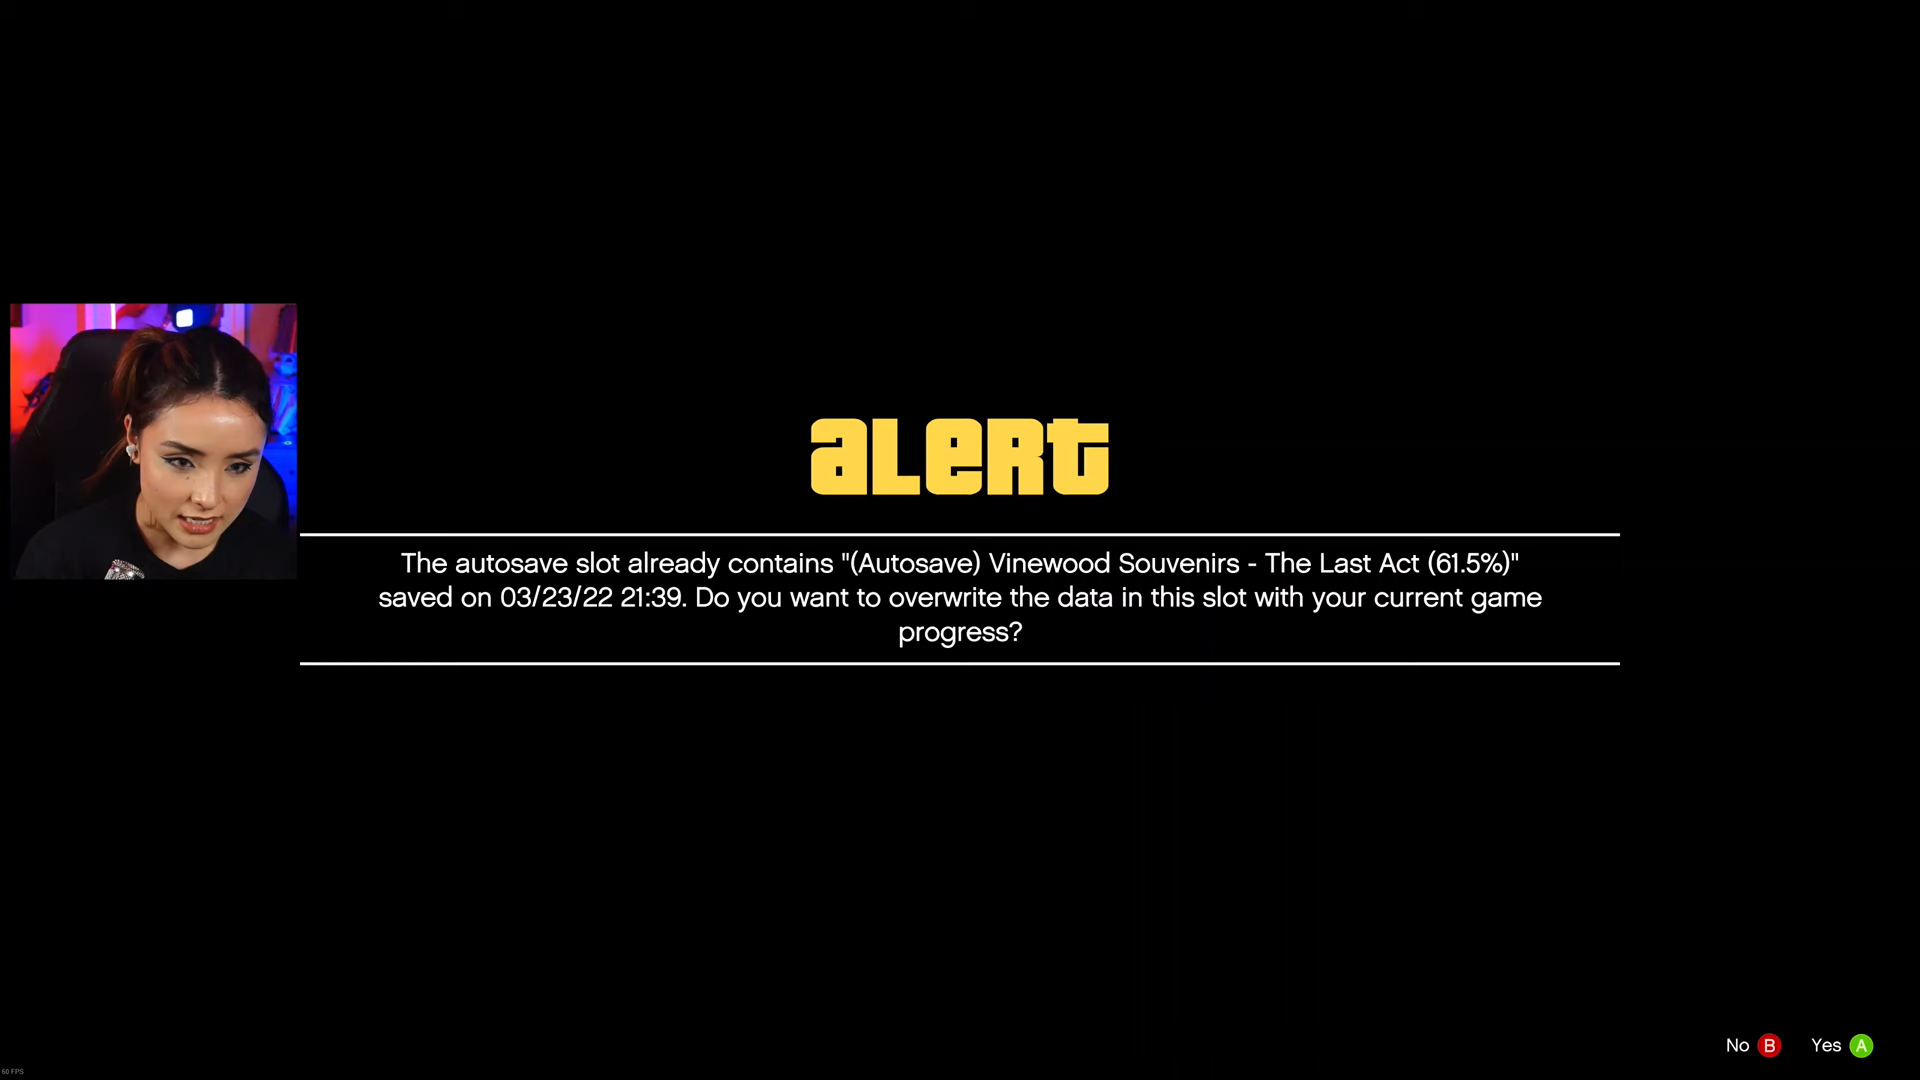 aLeRt
The autosave slot already contains "(Autosave) Vinewood Souvenirs - The Last Act (61.5%)"
saved on 03/23/22 21:39. Do you want to overwrite the data in this slot with your current game
progress?
No B Yes A
60 FPS